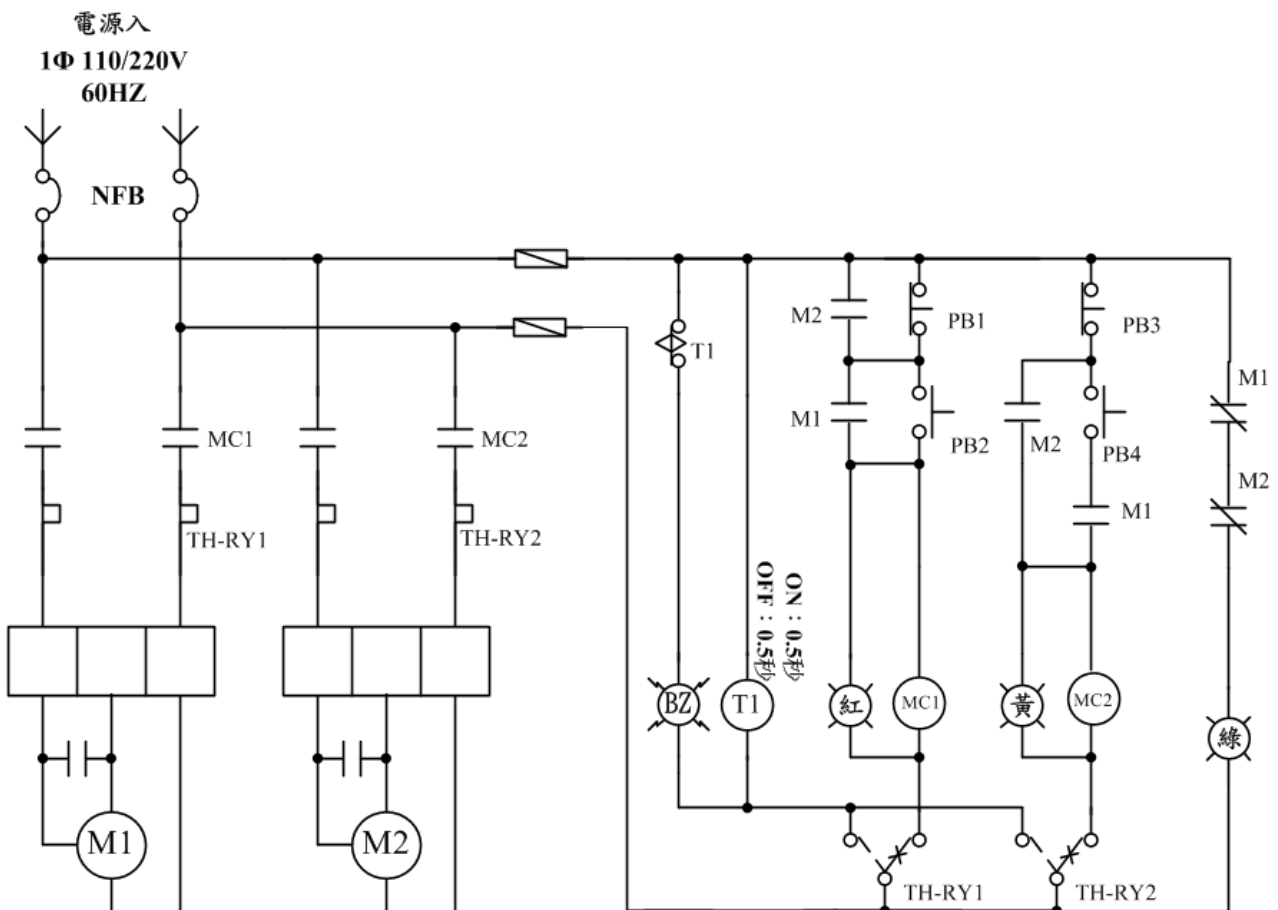 電源入
1Φ 110/220V
60HZ
NFB
M2
PB1
PB3
T1
M1
M1
PB2
M2
PB4
M2
MC1
MC2
M1
TH-RY1
TH-RY2
ON：0.5秒
OFF：0.5秒
BZ
T1
紅
MC1
黃
MC2
綠
M1
M2
TH-RY1
TH-RY2